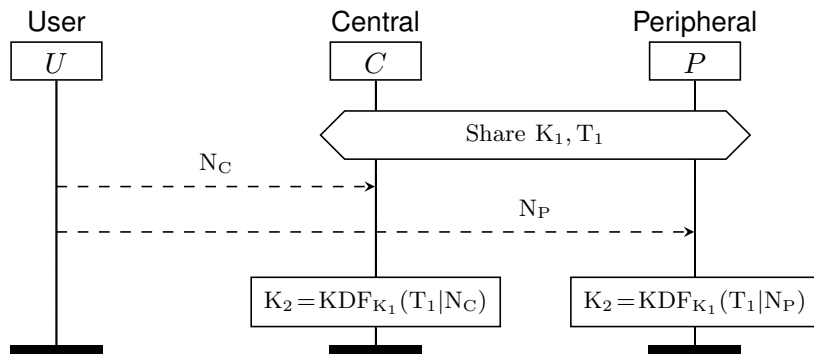 User Central Peripheral
U C P
Share K₁, T₁
N_C
N_P
K₂=KDF_K₁(T₁|N_C) K₂=KDF_K₁(T₁|N_P)